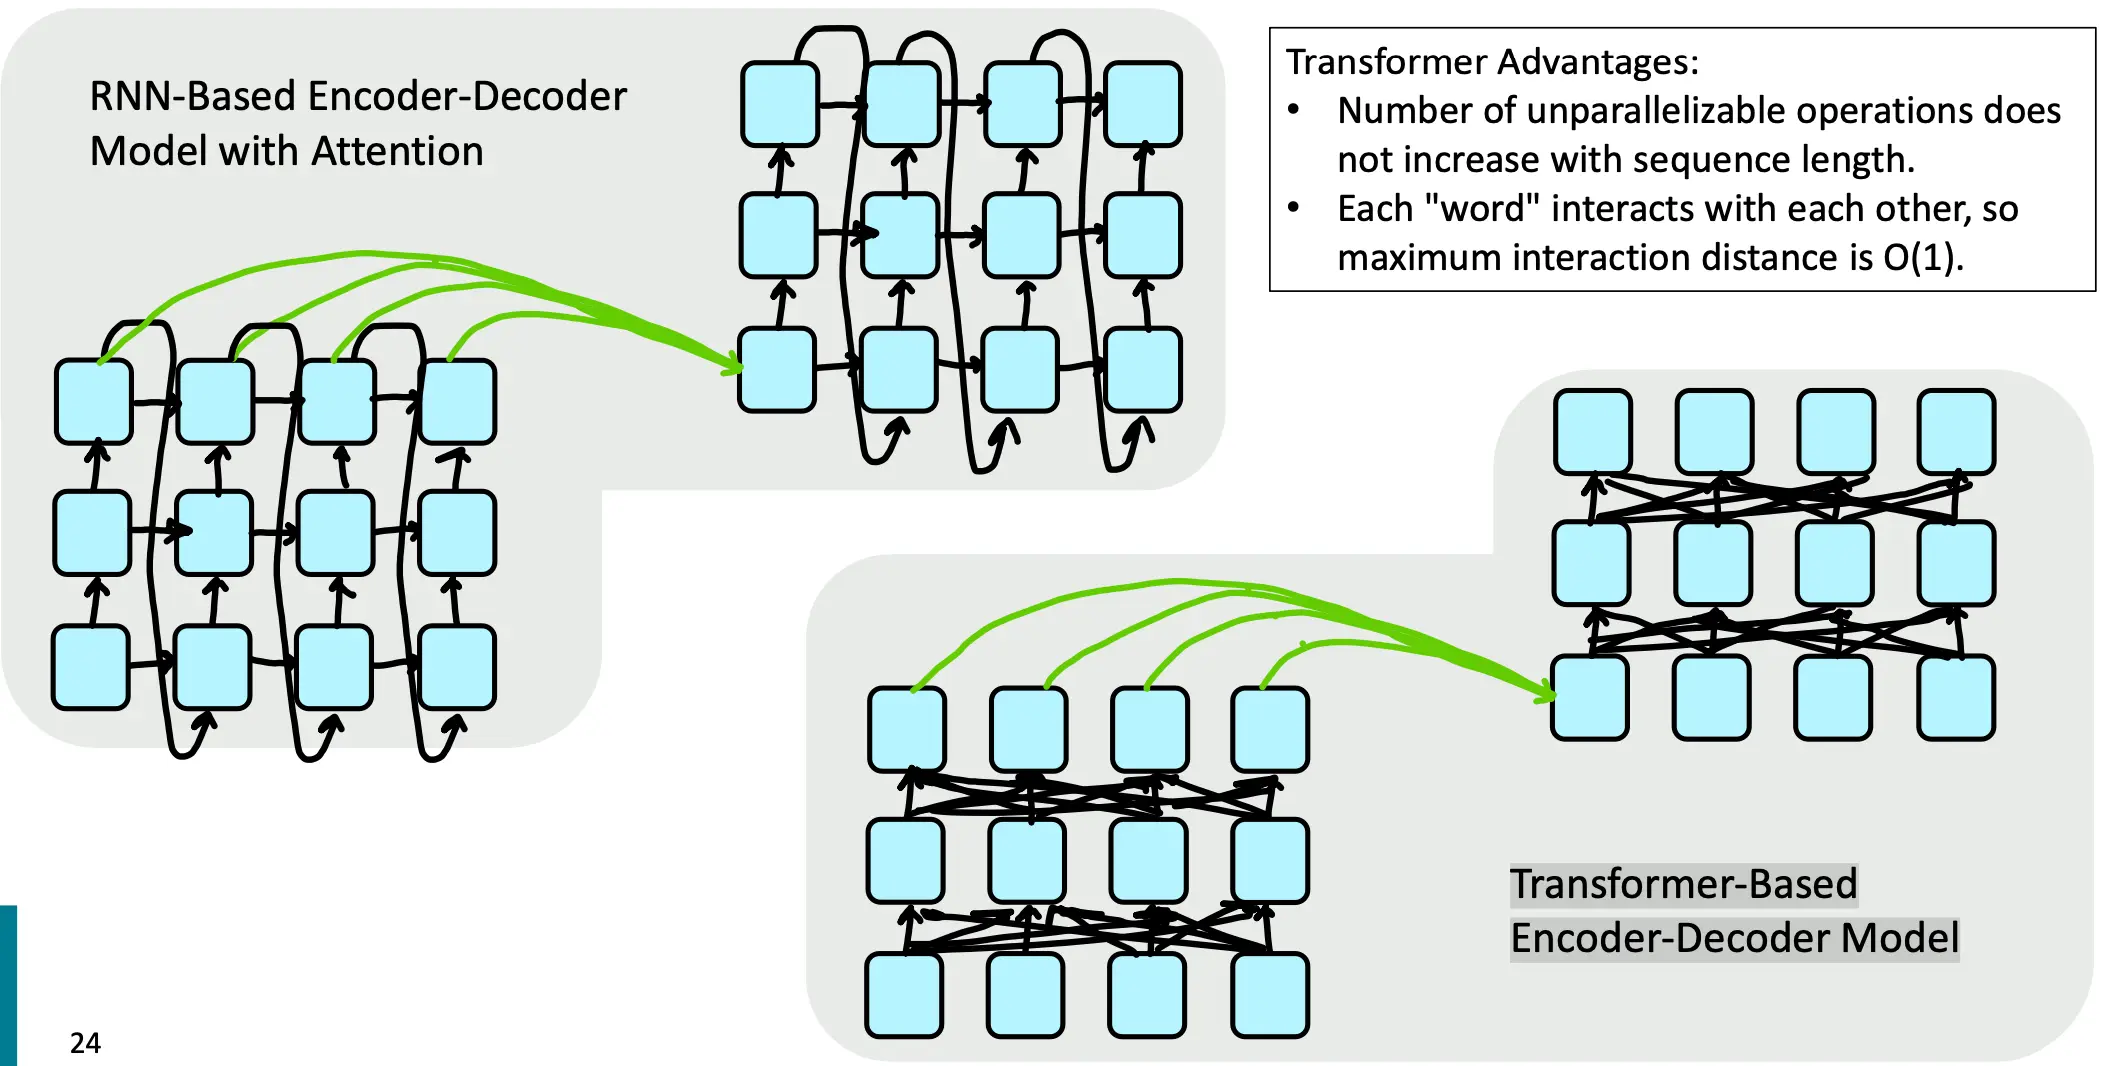 RNN-Based Encoder-Decoder
Model with Attention
Transformer Advantages:
• Number of unparallelizable operations does
not increase with sequence length.
• Each "word" interacts with each other, so
maximum interaction distance is O(1).
Transformer-Based
Encoder-Decoder Model
24